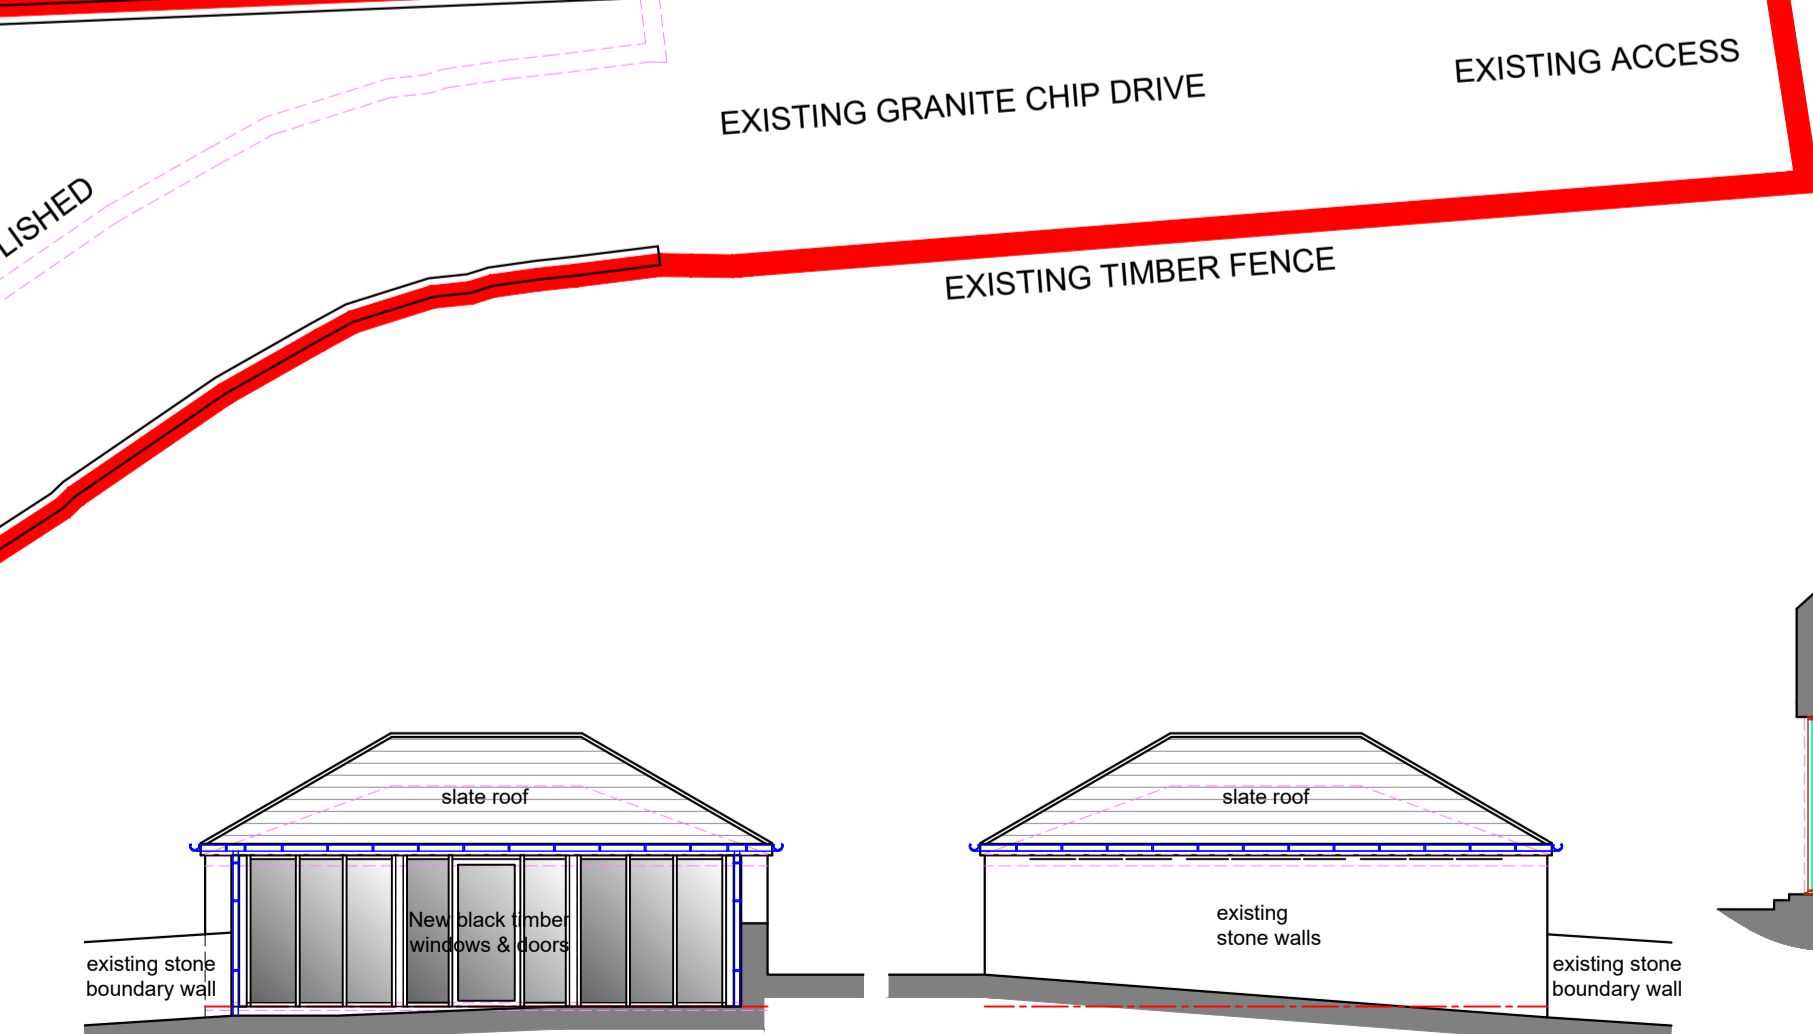 EXISTING ACCESS
EXISTING GRANITE CHIP DRIVE
LISHED
EXISTING TIMBER FENCE
slate roof
slate roof
New black timber
windows & doors
existing
stone walls
existing stone
boundary wall
existing stone
boundary wall